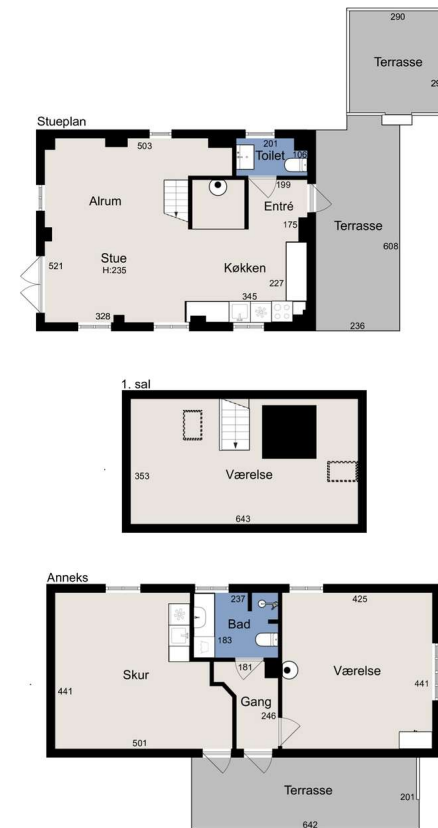 290
Terrasse
Stueplan
503
201
Toilet
106
199
Alrum
Entré
175
Terrasse
608
Stue
H:235
521
Køkken
227
345
328
236
1. sal
353
Værelse
643
Anneks
237
425
Bad
183
181
Skur
Værelse
441
441
Gang
246
501
Terrasse
201
642